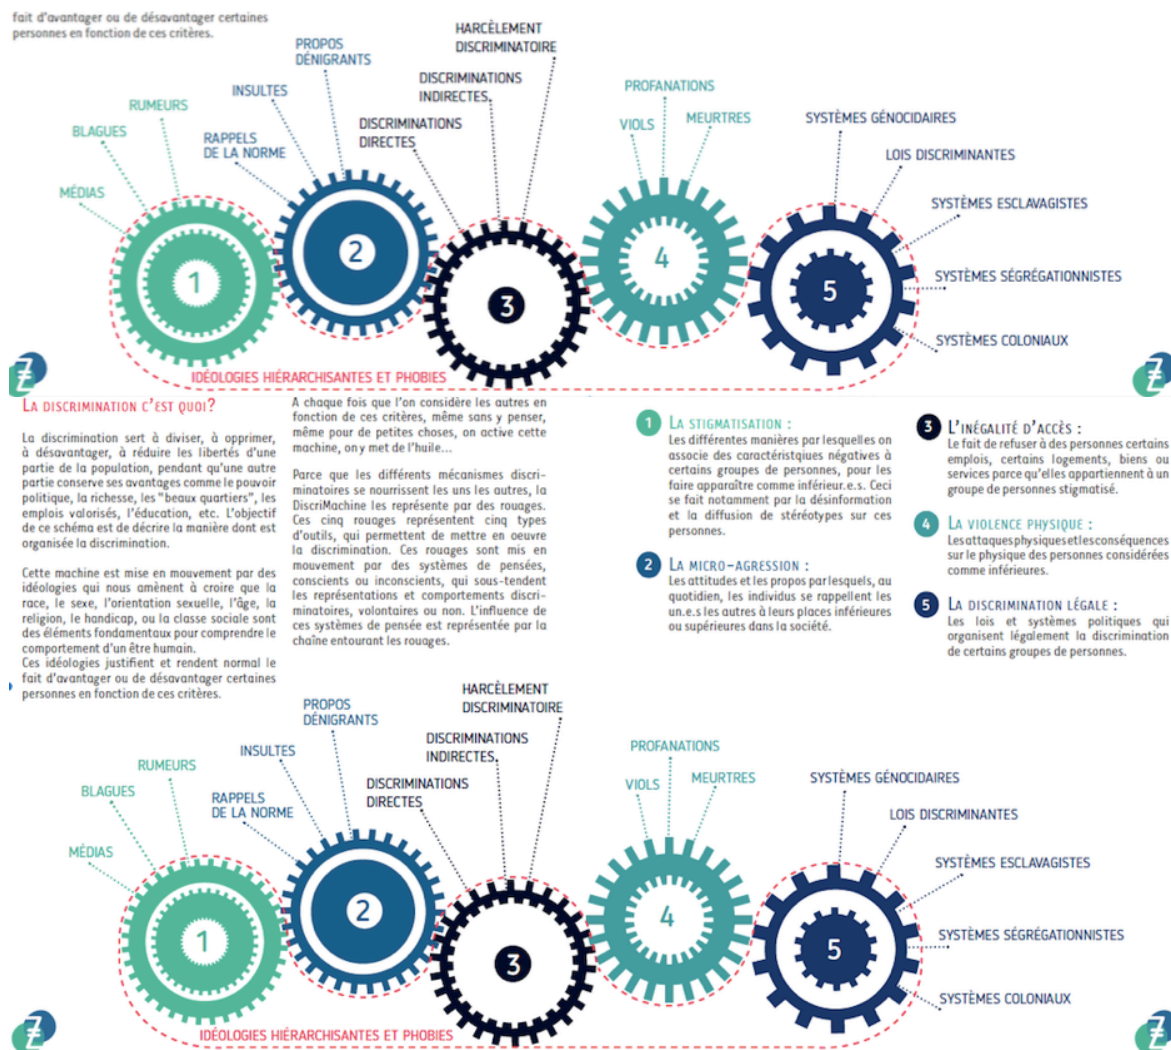 fait d'avantager ou de désavantager certaines
personnes en fonction de ces critères.
HARCÈLEMENT
DISCRIMINATOIRE
PROPOS
DÉNIGRANTS
DISCRIMINATIONS
INDIRECTES
INSULTES
RUMEURS
DISCRIMINATIONS
DIRECTES
BLAGUES
RAPPELS
DE LA NORME
MÉDIAS
PROFANATIONS
VIOLS
MEURTRES
SYSTÈMES GÉNOCIDAIRES
LOIS DISCRIMINANTES
SYSTÈMES ESCLAVAGISTES
SYSTÈMES SÉGRÉGATIONNISTES
SYSTÈMES COLONIAUX
1
2
3
4
5
IDÉOLOGIES HIÉRARCHISANTES ET PHOBIES
LA DISCRIMINATION C'EST QUOI?
La discrimination sert à diviser, à opprimer,
à désavantager, à réduire les libertés d'une
partie de la population, pendant qu'une autre
partie conserve ses avantages comme le pouvoir
politique, la richesse, les "beaux quartiers", les
emplois valorisés, l'éducation, etc. L'objectif
de ce schéma est de décrire la manière dont est
organisée la discrimination.
Cette machine est mise en mouvement par des
idéologies qui nous amènent à croire que la
race, le sexe, l'orientation sexuelle, l'âge, la
religion, le handicap, ou la classe sociale sont
des éléments fondamentaux pour comprendre le
comportement d'un être humain.
Ces idéologies justifient et rendent normal le
fait d'avantager ou de désavantager certaines
personnes en fonction de ces critères.
A chaque fois que l'on considère les autres en
fonction de ces critères, même sans y penser,
même pour de petites choses, on active cette
machine, on y met de l'huile...
Parce que les différents mécanismes discri-
minatoires se nourrissent les uns les autres, la
DiscriMachine les représente par des rouages.
Ces cinq rouages représentent cinq types
d'outils, qui permettent de mettre en oeuvre
la discrimination. Ces rouages sont mis en
mouvement par des systèmes de pensées,
conscients ou inconscients, qui sous-tendent
les représentations et comportements discri-
minatoires, volontaires ou non. L'influence de
ces systèmes de pensée est représentée par la
chaîne entourant les rouages.
1 LA STIGMATISATION :
Les différentes manières par lesquelles on
associe des caractéristiques négatives à
certains groupes de personnes, pour les
faire apparaître comme inférieur.e.s. Ceci
se fait notamment par la désinformation
et la diffusion de stéréotypes sur ces
personnes.
2 LA MICRO-AGRESSION :
Les attitudes et les propos par lesquels, au
quotidien, les individus se rappellent les
un.e.s les autres à leurs places inférieures
ou supérieures dans la société.
3 L'INÉGALITÉ D'ACCÈS :
Le fait de refuser à des personnes certains
emplois, certains logements, biens ou
services parce qu'elles appartiennent à un
groupe de personnes stigmatisé.
4 LA VIOLENCE PHYSIQUE :
Les attaques physiques et les conséquences
sur le physique des personnes considérées
comme inférieures.
5 LA DISCRIMINATION LÉGALE :
Les lois et systèmes politiques qui
organisent légalement la discrimination
de certains groupes de personnes.
HARCÈLEMENT
DISCRIMINATOIRE
PROPOS
DÉNIGRANTS
DISCRIMINATIONS
INDIRECTES
INSULTES
RUMEURS
DISCRIMINATIONS
DIRECTES
BLAGUES
RAPPELS
DE LA NORME
MÉDIAS
PROFANATIONS
VIOLS
MEURTRES
SYSTÈMES GÉNOCIDAIRES
LOIS DISCRIMINANTES
SYSTÈMES ESCLAVAGISTES
SYSTÈMES SÉGRÉGATIONNISTES
SYSTÈMES COLONIAUX
1
2
3
4
5
IDÉOLOGIES HIÉRARCHISANTES ET PHOBIES